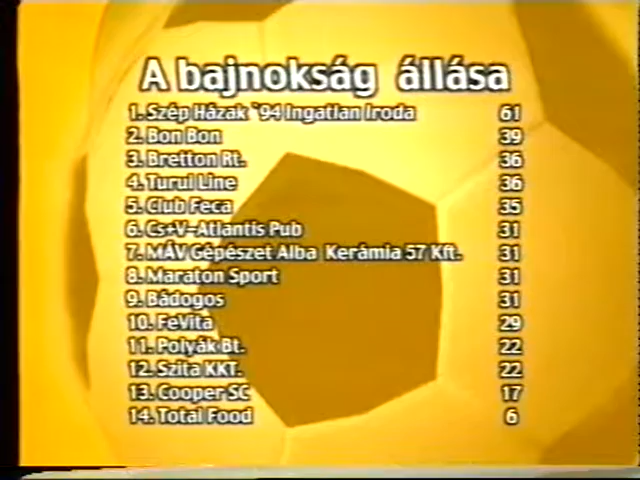 A bajnokság állása
1. Szép Házak `94 Ingatlan Iroda 61
2. Bon Bon 39
3. Bretton Rt. 36
4. Turul Line 36
5. Club Feca 35
6. Cs+V-Atlantis Pub 31
7. MÁV Gépészet Alba Kerámia 57 Kft. 31
8. Maraton Sport 31
9. Bádogos 31
10. FeVita 29
11. Polyák Bt. 22
12. Szita KKT. 22
13. Cooper SC 17
14. Total Food 6